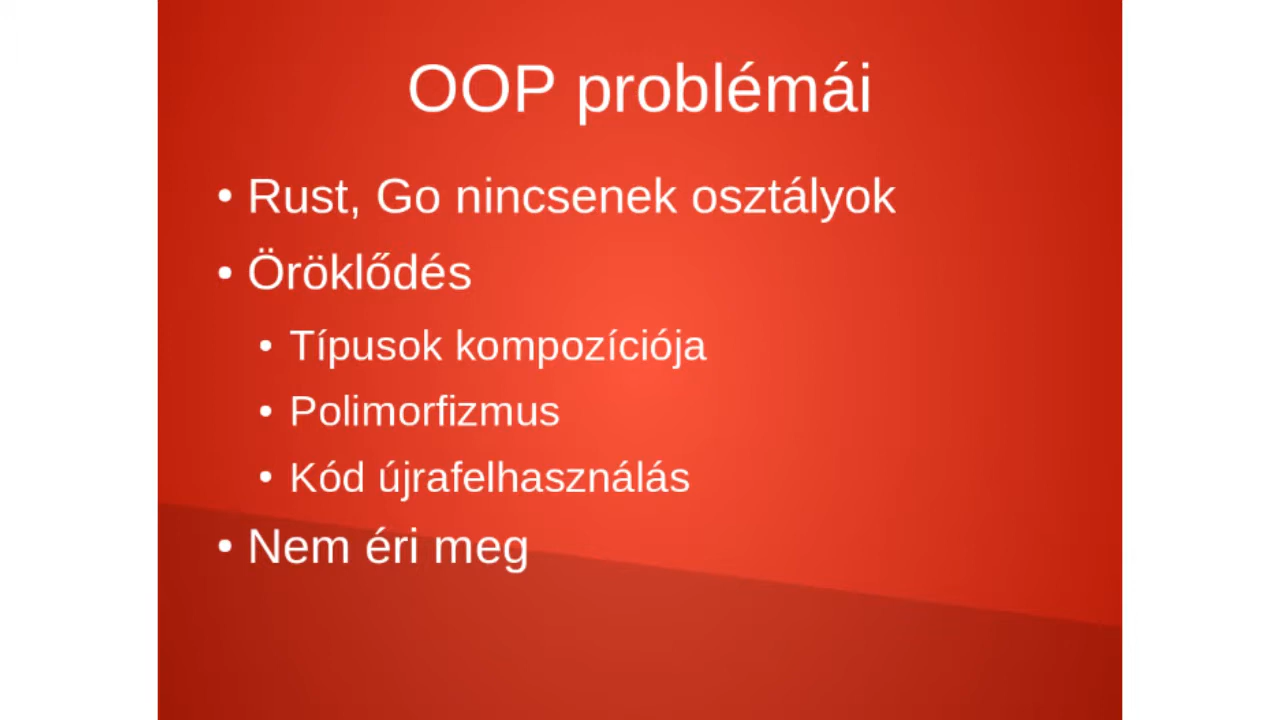 OOP problémái
• Rust, Go nincsenek osztályok
• Öröklődés
• Típusok kompozíciója
• Polimorfizmus
• Kód újrafelhasználás
• Nem éri meg